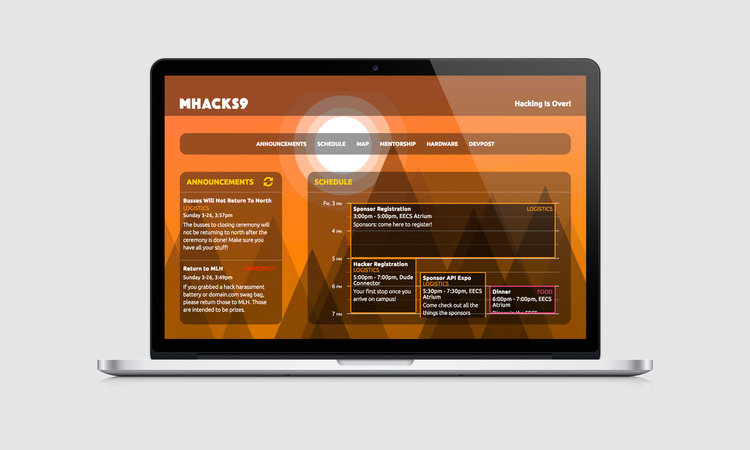 MHACKS9
Hacking Is Over!
ANNOUNCEMENTS SCHEDULE MAP MENTORSHIP HARDWARE DEVPOST
ANNOUNCEMENTS
Busses Will Not Return To North
LOGISTICS
Sunday 3-26, 3:57pm
The busses to closing ceremony will
not be returning to north after the
ceremony is done! Make sure you
have all your stuff!
Return to MLH EMERGENCY
Sunday 3-26, 3:49pm
If you grabbed a hack harassment
battery or domain.com swag bag,
please return those to MLH. Those
are intended to be prizes.
SCHEDULE
Fri, 3 PM
4 PM
5 PM
6 PM
7 PM
Sponsor Registration LOGISTICS
3:00pm - 5:00pm, EECS Atrium
Sponsors: come here to register!
Hacker Registration
LOGISTICS
5:00pm - 7:00pm, Dude
Connector
Your first stop once you
arrive on campus!
Sponsor API Expo
LOGISTICS
5:30pm - 7:30pm, EECS
Atrium
Come check out all the
things the sponsors
Dinner FOOD
6:00pm - 7:00pm, EECS
Atrium
Dinner in the EECS